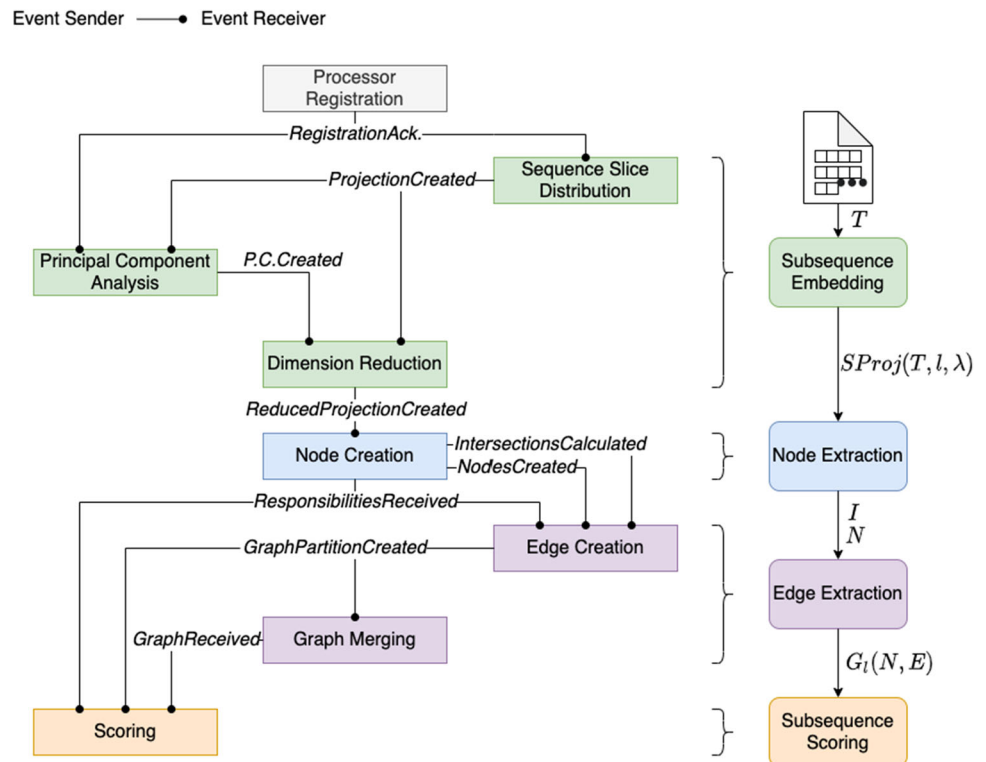 Event Sender
Event Receiver
Processor
Registration
RegistrationAck.
Sequence Slice
Distribution
ProjectionCreated
Principal Component
Analysis
P.C.Created
Dimension Reduction
ReducedProjectionCreated
Node Creation
IntersectionsCalculated
NodesCreated
ResponsibilitiesReceived
Edge Creation
GraphPartitionCreated
GraphReceived
Graph Merging
Scoring
T
Subsequence
Embedding
SProj(T, l, λ)
Node Extraction
I
N
Edge Extraction
Gₗ(N, E)
Subsequence
Scoring